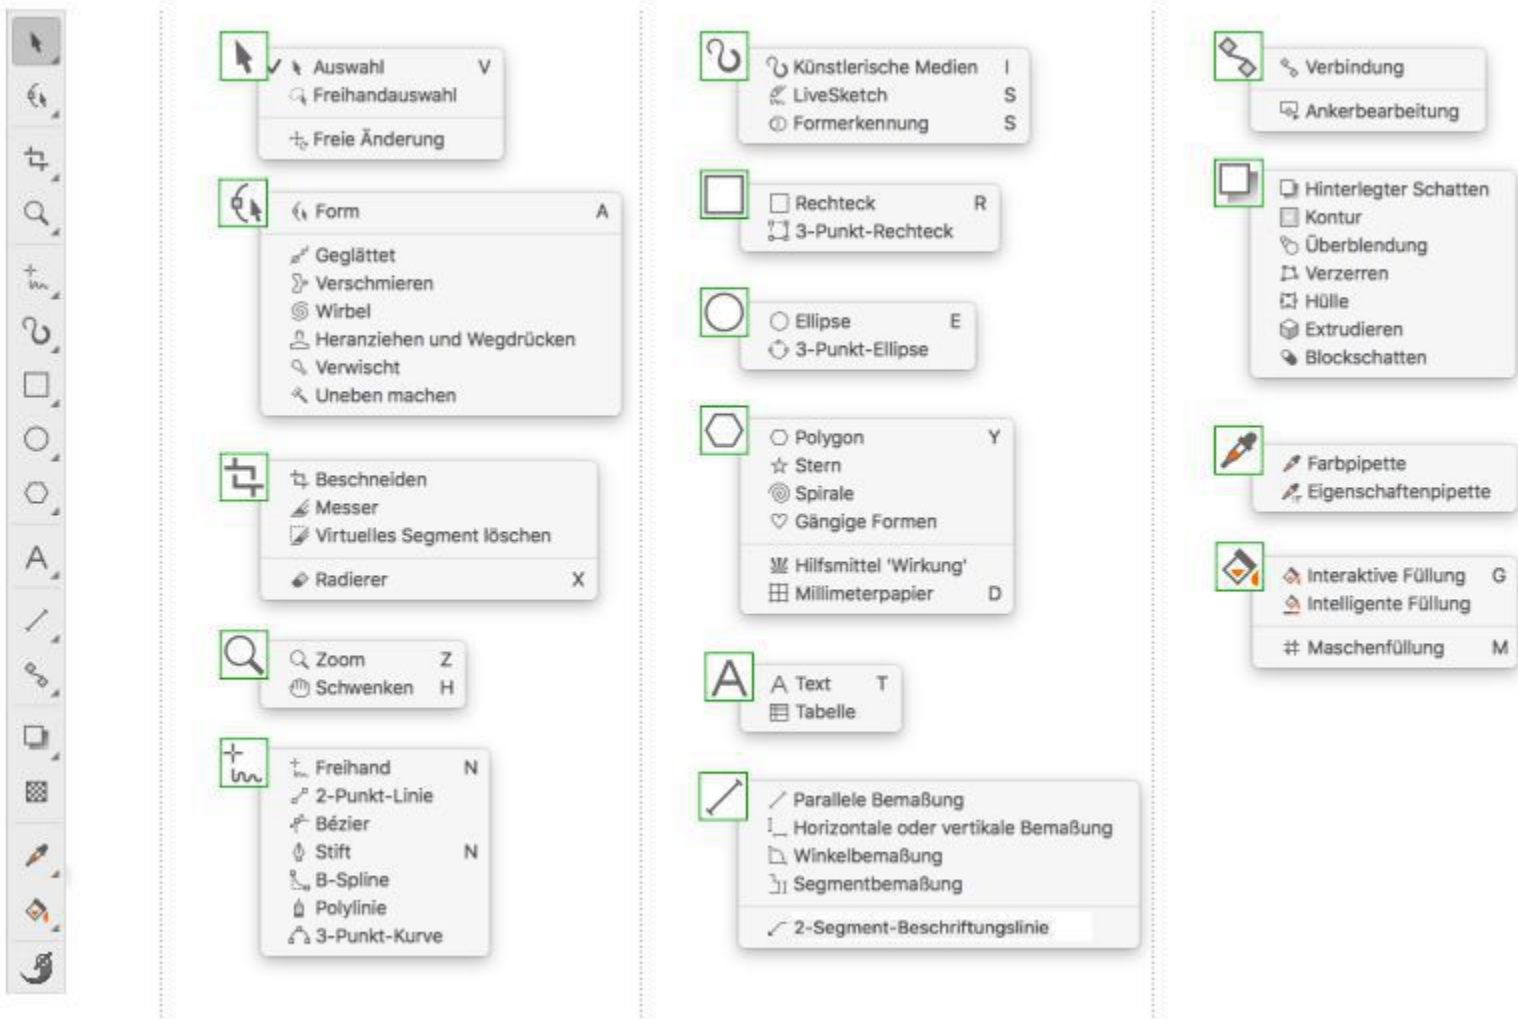 Auswahl V
Freihandauswahl
Freie Änderung
Form A
Geglättet
Verschmieren
Wirbel
Heranziehen und Wegdrücken
Verwischt
Uneben machen
Beschneiden
Messer
Virtuelles Segment löschen
Radierer X
Zoom Z
Schwenken H
Freihand N
2-Punkt-Linie
Bézier
Stift N
B-Spline
Polylinie
3-Punkt-Kurve
Künstlerische Medien I
LiveSketch S
Formerkennung S
Rechteck R
3-Punkt-Rechteck
Ellipse E
3-Punkt-Ellipse
Polygon Y
Stern
Spirale
Gängige Formen
Hilfsmittel 'Wirkung'
Millimeterpapier D
Text T
Tabelle
Parallele Bemaßung
Horizontale oder vertikale Bemaßung
Winkelbemaßung
Segmentbemaßung
2-Segment-Beschriftungslinie
Verbindung
Ankerbearbeitung
Hinterlegter Schatten
Kontur
Überblendung
Verzerren
Hülle
Extrudieren
Blockschatten
Farbpipette
Eigenschaftenpipette
Interaktive Füllung G
Intelligente Füllung
Maschenfüllung M